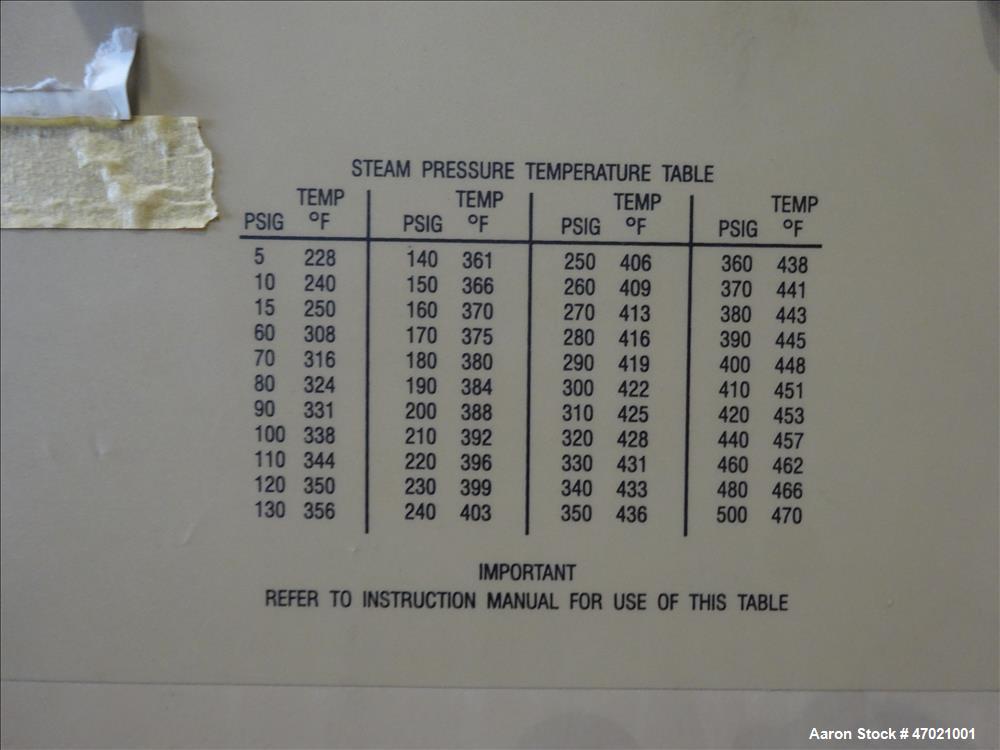 STEAM PRESSURE TEMPERATURE TABLE
TEMP TEMP TEMP TEMP
PSIG °F PSIG °F PSIG °F PSIG °F
5 228 140 361 250 406 360 438
10 240 150 366 260 409 370 441
15 250 160 370 270 413 380 443
60 308 170 375 280 416 390 445
70 316 180 380 290 419 400 448
80 324 190 384 300 422 410 451
90 331 200 388 310 425 420 453
100 338 210 392 320 428 440 457
110 344 220 396 330 431 460 462
120 350 230 399 340 433 480 466
130 356 240 403 350 436 500 470
IMPORTANT
REFER TO INSTRUCTION MANUAL FOR USE OF THIS TABLE
Aaron Stock # 47021001